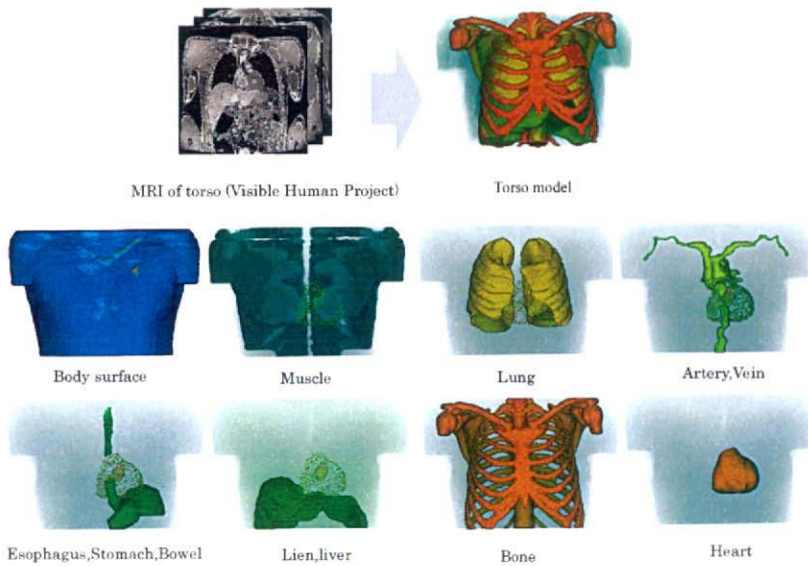 MRI of torso (Visible Human Project)
Torso model
Body surface
Muscle
Lung
Artery,Vein
Esophagus,Stomach,Bowel
Lien,liver
Bone
Heart